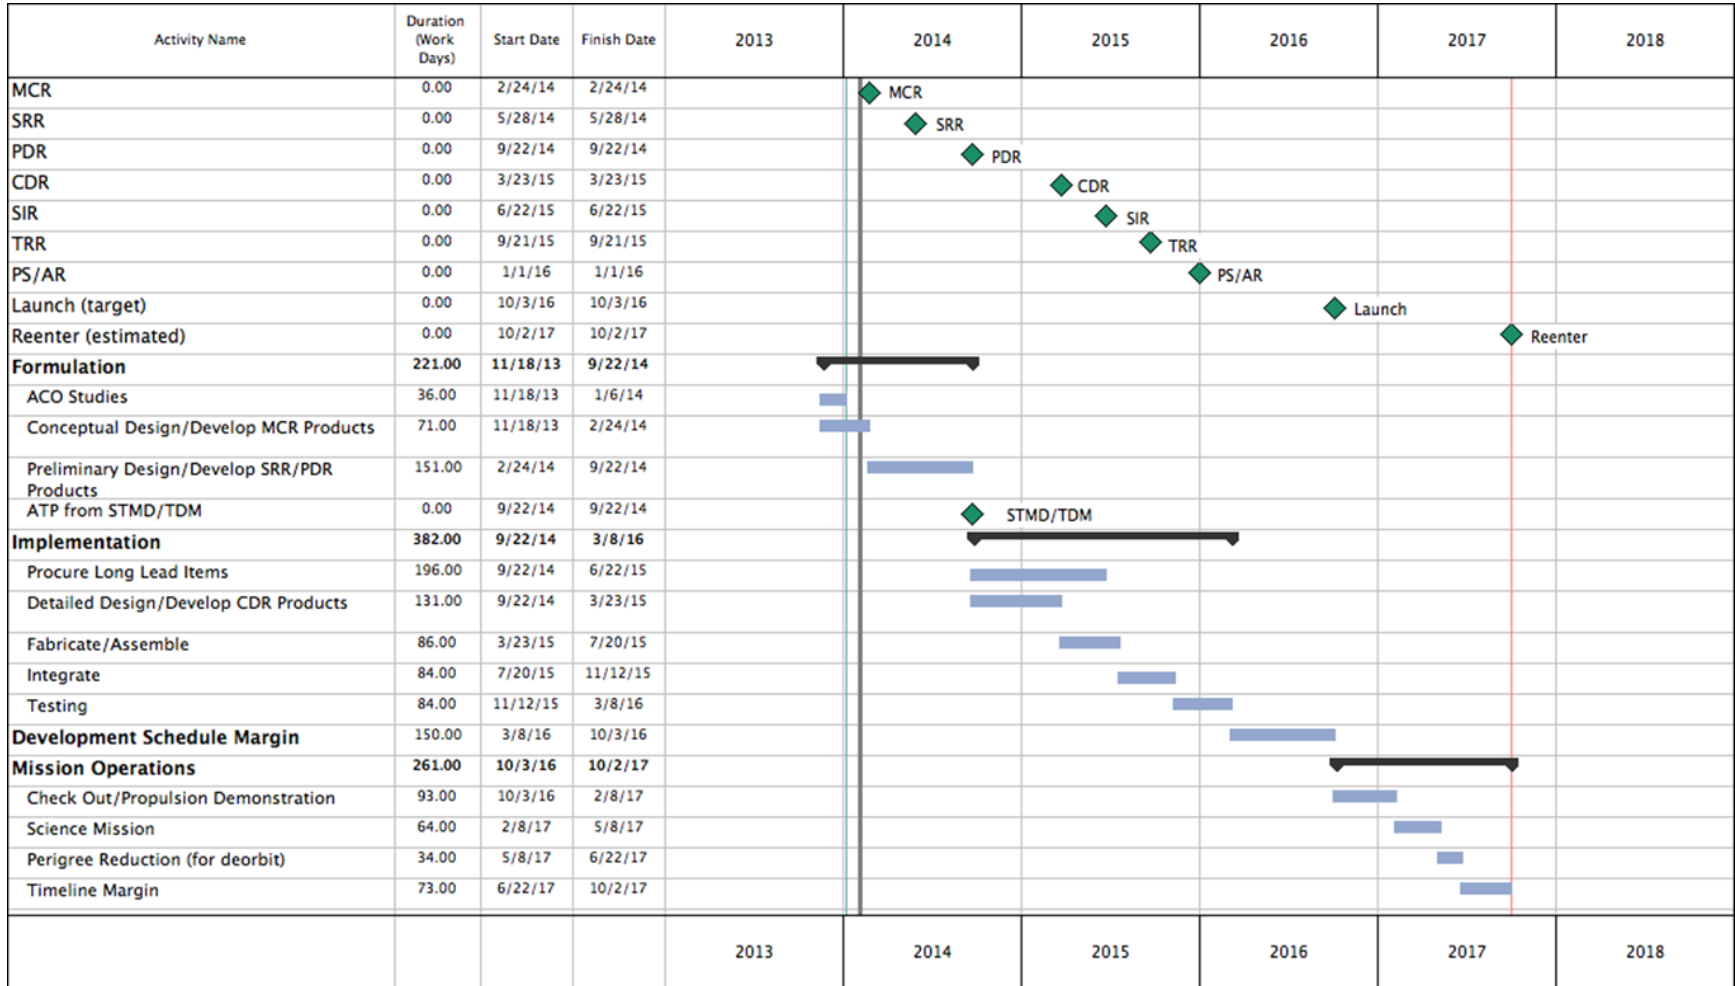 Activity Name Duration (Work Days) Start Date Finish Date 2013 2014 2015 2016 2017 2018
MCR 0.00 2/24/14 2/24/14 MCR
SRR 0.00 5/28/14 5/28/14 SRR
PDR 0.00 9/22/14 9/22/14 PDR
CDR 0.00 3/23/15 3/23/15 CDR
SIR 0.00 6/22/15 6/22/15 SIR
TRR 0.00 9/21/15 9/21/15 TRR
PS/AR 0.00 1/1/16 1/1/16 PS/AR
Launch (target) 0.00 10/3/16 10/3/16 Launch
Reenter (estimated) 0.00 10/2/17 10/2/17 Reenter
Formulation 221.00 11/18/13 9/22/14
ACO Studies 36.00 11/18/13 1/6/14
Conceptual Design/Develop MCR Products 71.00 11/18/13 2/24/14
Preliminary Design/Develop SRR/PDR Products 151.00 2/24/14 9/22/14
ATP from STMD/TDM 0.00 9/22/14 9/22/14 STMD/TDM
Implementation 382.00 9/22/14 3/8/16
Procure Long Lead Items 196.00 9/22/14 6/22/15
Detailed Design/Develop CDR Products 131.00 9/22/14 3/23/15
Fabricate/Assemble 86.00 3/23/15 7/20/15
Integrate 84.00 7/20/15 11/12/15
Testing 84.00 11/12/15 3/8/16
Development Schedule Margin 150.00 3/8/16 10/3/16
Mission Operations 261.00 10/3/16 10/2/17
Check Out/Propulsion Demonstration 93.00 10/3/16 2/8/17
Science Mission 64.00 2/8/17 5/8/17
Perigree Reduction (for deorbit) 34.00 5/8/17 6/22/17
Timeline Margin 73.00 6/22/17 10/2/17
2013 2014 2015 2016 2017 2018